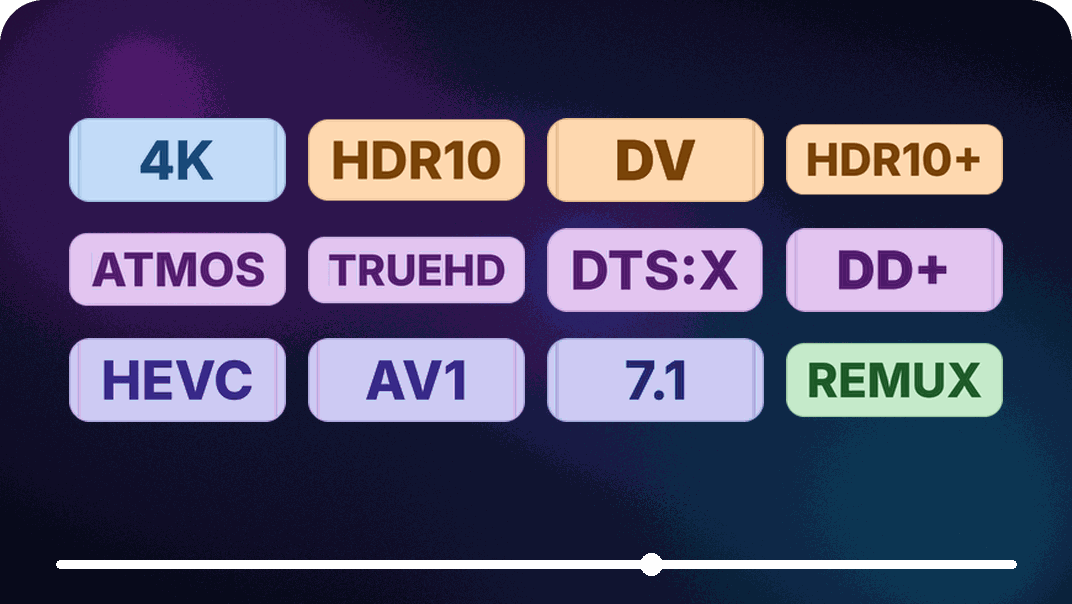 4K HDR10 DV HDR10+
ATMOS TRUEHD DTS:X DD+
HEVC AV1 7.1 REMUX